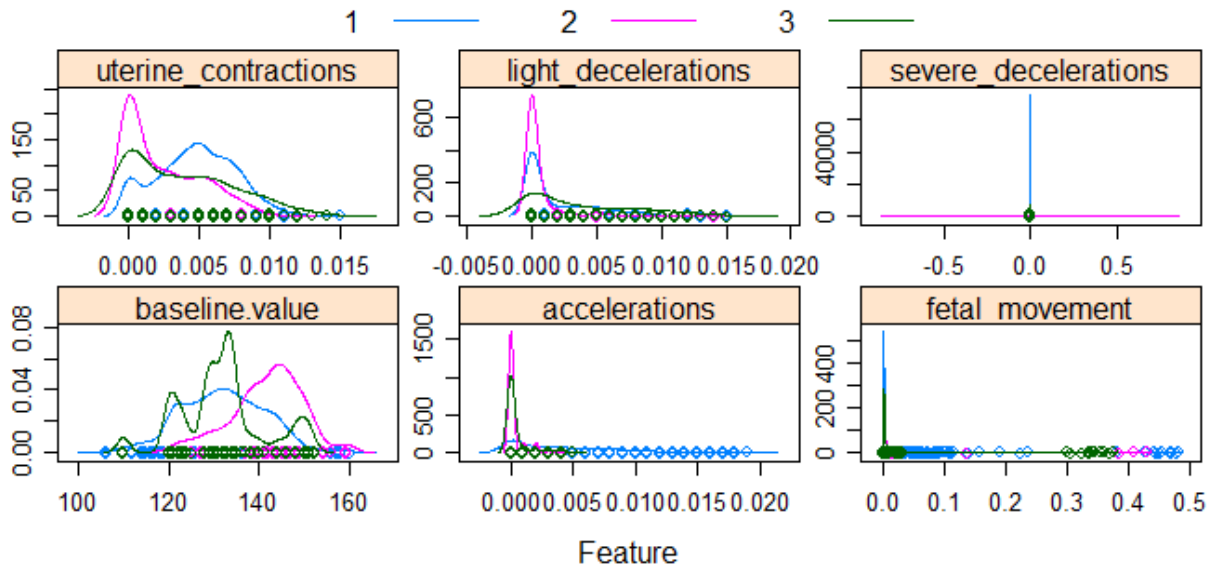 1 2 3
uterine_contractions light_decelerations severe_decelerations
0 50 150
0 200 600
0 40000
0.000 0.005 0.010 0.015
-0.005 0.000 0.005 0.010 0.015 0.020
-0.5 0.0 0.5
baseline.value accelerations fetal_movement
0.00 0.04 0.08
0 500 1500
0 200 400
100 120 140 160
0.000 0.005 0.010 0.015 0.020
0.0 0.1 0.2 0.3 0.4 0.5
Feature